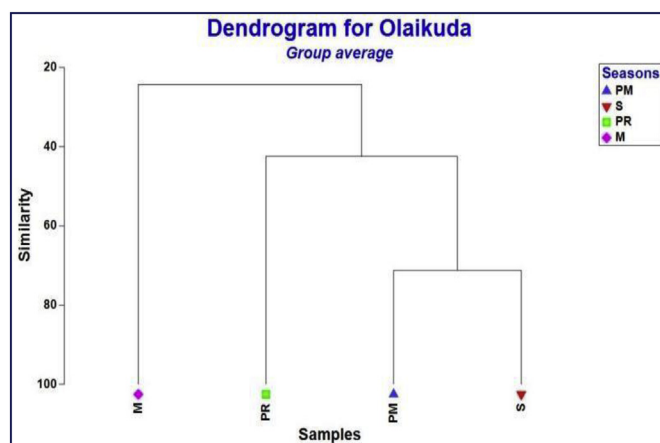 Dendrogram for Olaikuda
Group average
Seasons
PM
S
PR
M
Similarity
20
40
60
80
100
M
PR
PM
S
Samples